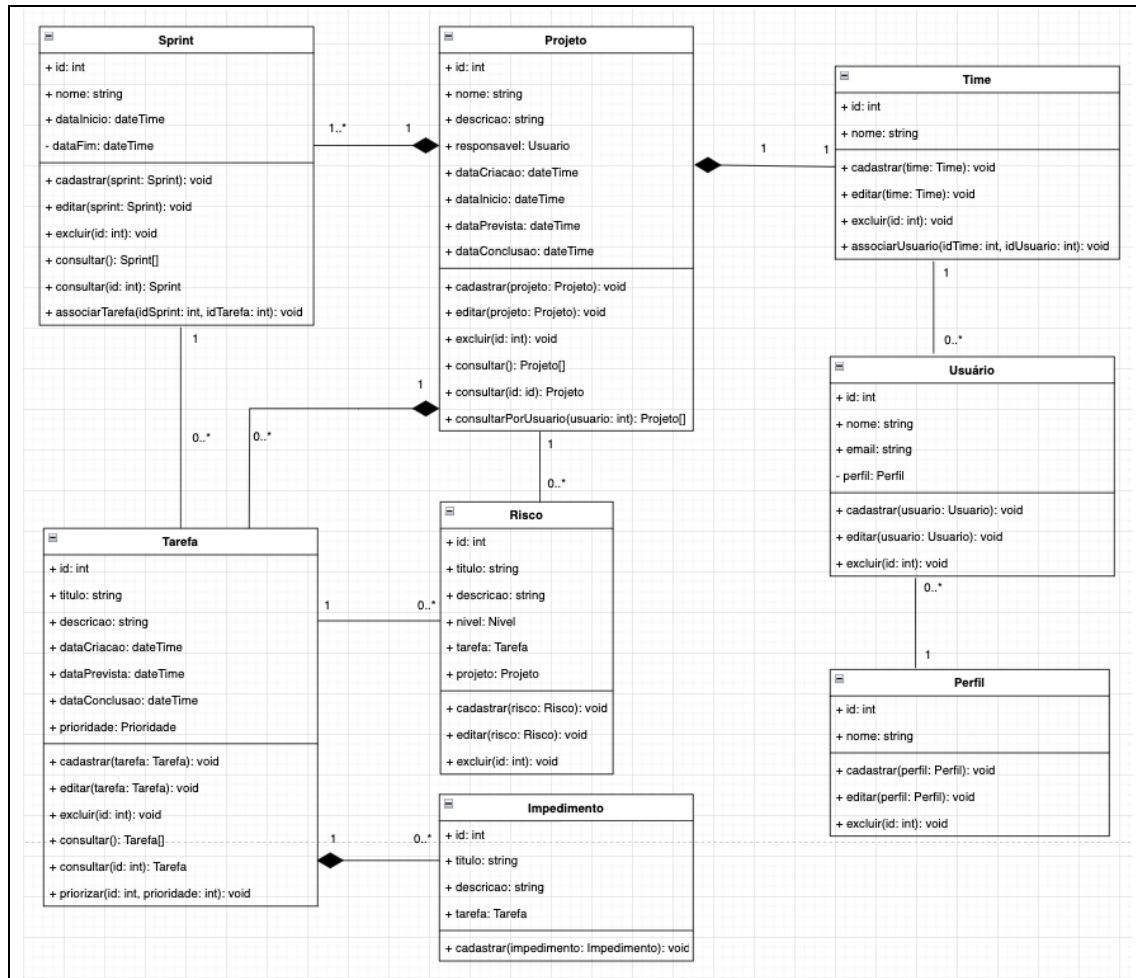 Sprint
+ id: int
+ nome: string
+ dataInicio: dateTime
- dataFim: dateTime
+ cadastrar(sprint: Sprint): void
+ editar(sprint: Sprint): void
+ excluir(id: int): void
+ consultar(): Sprint[]
+ consultar(id: int): Sprint
+ associarTarefa(idSprint: int, idTarefa: int): void
1..*
1
Projeto
+ id: int
+ nome: string
+ descricao: string
+ responsavel: Usuario
+ dataCriacao: dateTime
+ dataInicio: dateTime
+ dataPrevista: dateTime
+ dataConclusao: dateTime
+ cadastrar(projeto: Projeto): void
+ editar(projeto: Projeto): void
+ excluir(id: int): void
+ consultar(): Projeto[]
+ consultar(id: id): Projeto
+ consultarPorUsuario(usuario: int): Projeto[]
1
1
Time
+ id: int
+ nome: string
+ cadastrar(time: Time): void
+ editar(time: Time): void
+ excluir(id: int): void
+ associarUsuario(idTime: int, idUsuario: int): void
1
0..*
Usuário
+ id: int
+ nome: string
+ email: string
- perfil: Perfil
+ cadastrar(usuario: Usuario): void
+ editar(usuario: Usuario): void
+ excluir(id: int): void
0..*
1
Perfil
+ id: int
+ nome: string
+ cadastrar(perfil: Perfil): void
+ editar(perfil: Perfil): void
+ excluir(id: int): void
1
0..*
1
0..*
1
0..*
Tarefa
+ id: int
+ titulo: string
+ descricao: string
+ dataCriacao: dateTime
+ dataPrevista: dateTime
+ dataConclusao: dateTime
+ prioridade: Prioridade
+ cadastrar(tarefa: Tarefa): void
+ editar(tarefa: Tarefa): void
+ excluir(id: int): void
+ consultar(): Tarefa[]
+ consultar(id: int): Tarefa
+ priorizar(id: int, prioridade: int): void
1
0..*
Risco
+ id: int
+ titulo: string
+ descricao: string
+ nivel: Nivel
+ tarefa: Tarefa
+ projeto: Projeto
+ cadastrar(risco: Risco): void
+ editar(risco: Risco): void
+ excluir(id: int): void
1
0..*
Impedimento
+ id: int
+ titulo: string
+ descricao: string
+ tarefa: Tarefa
+ cadastrar(impedimento: Impedimento): void